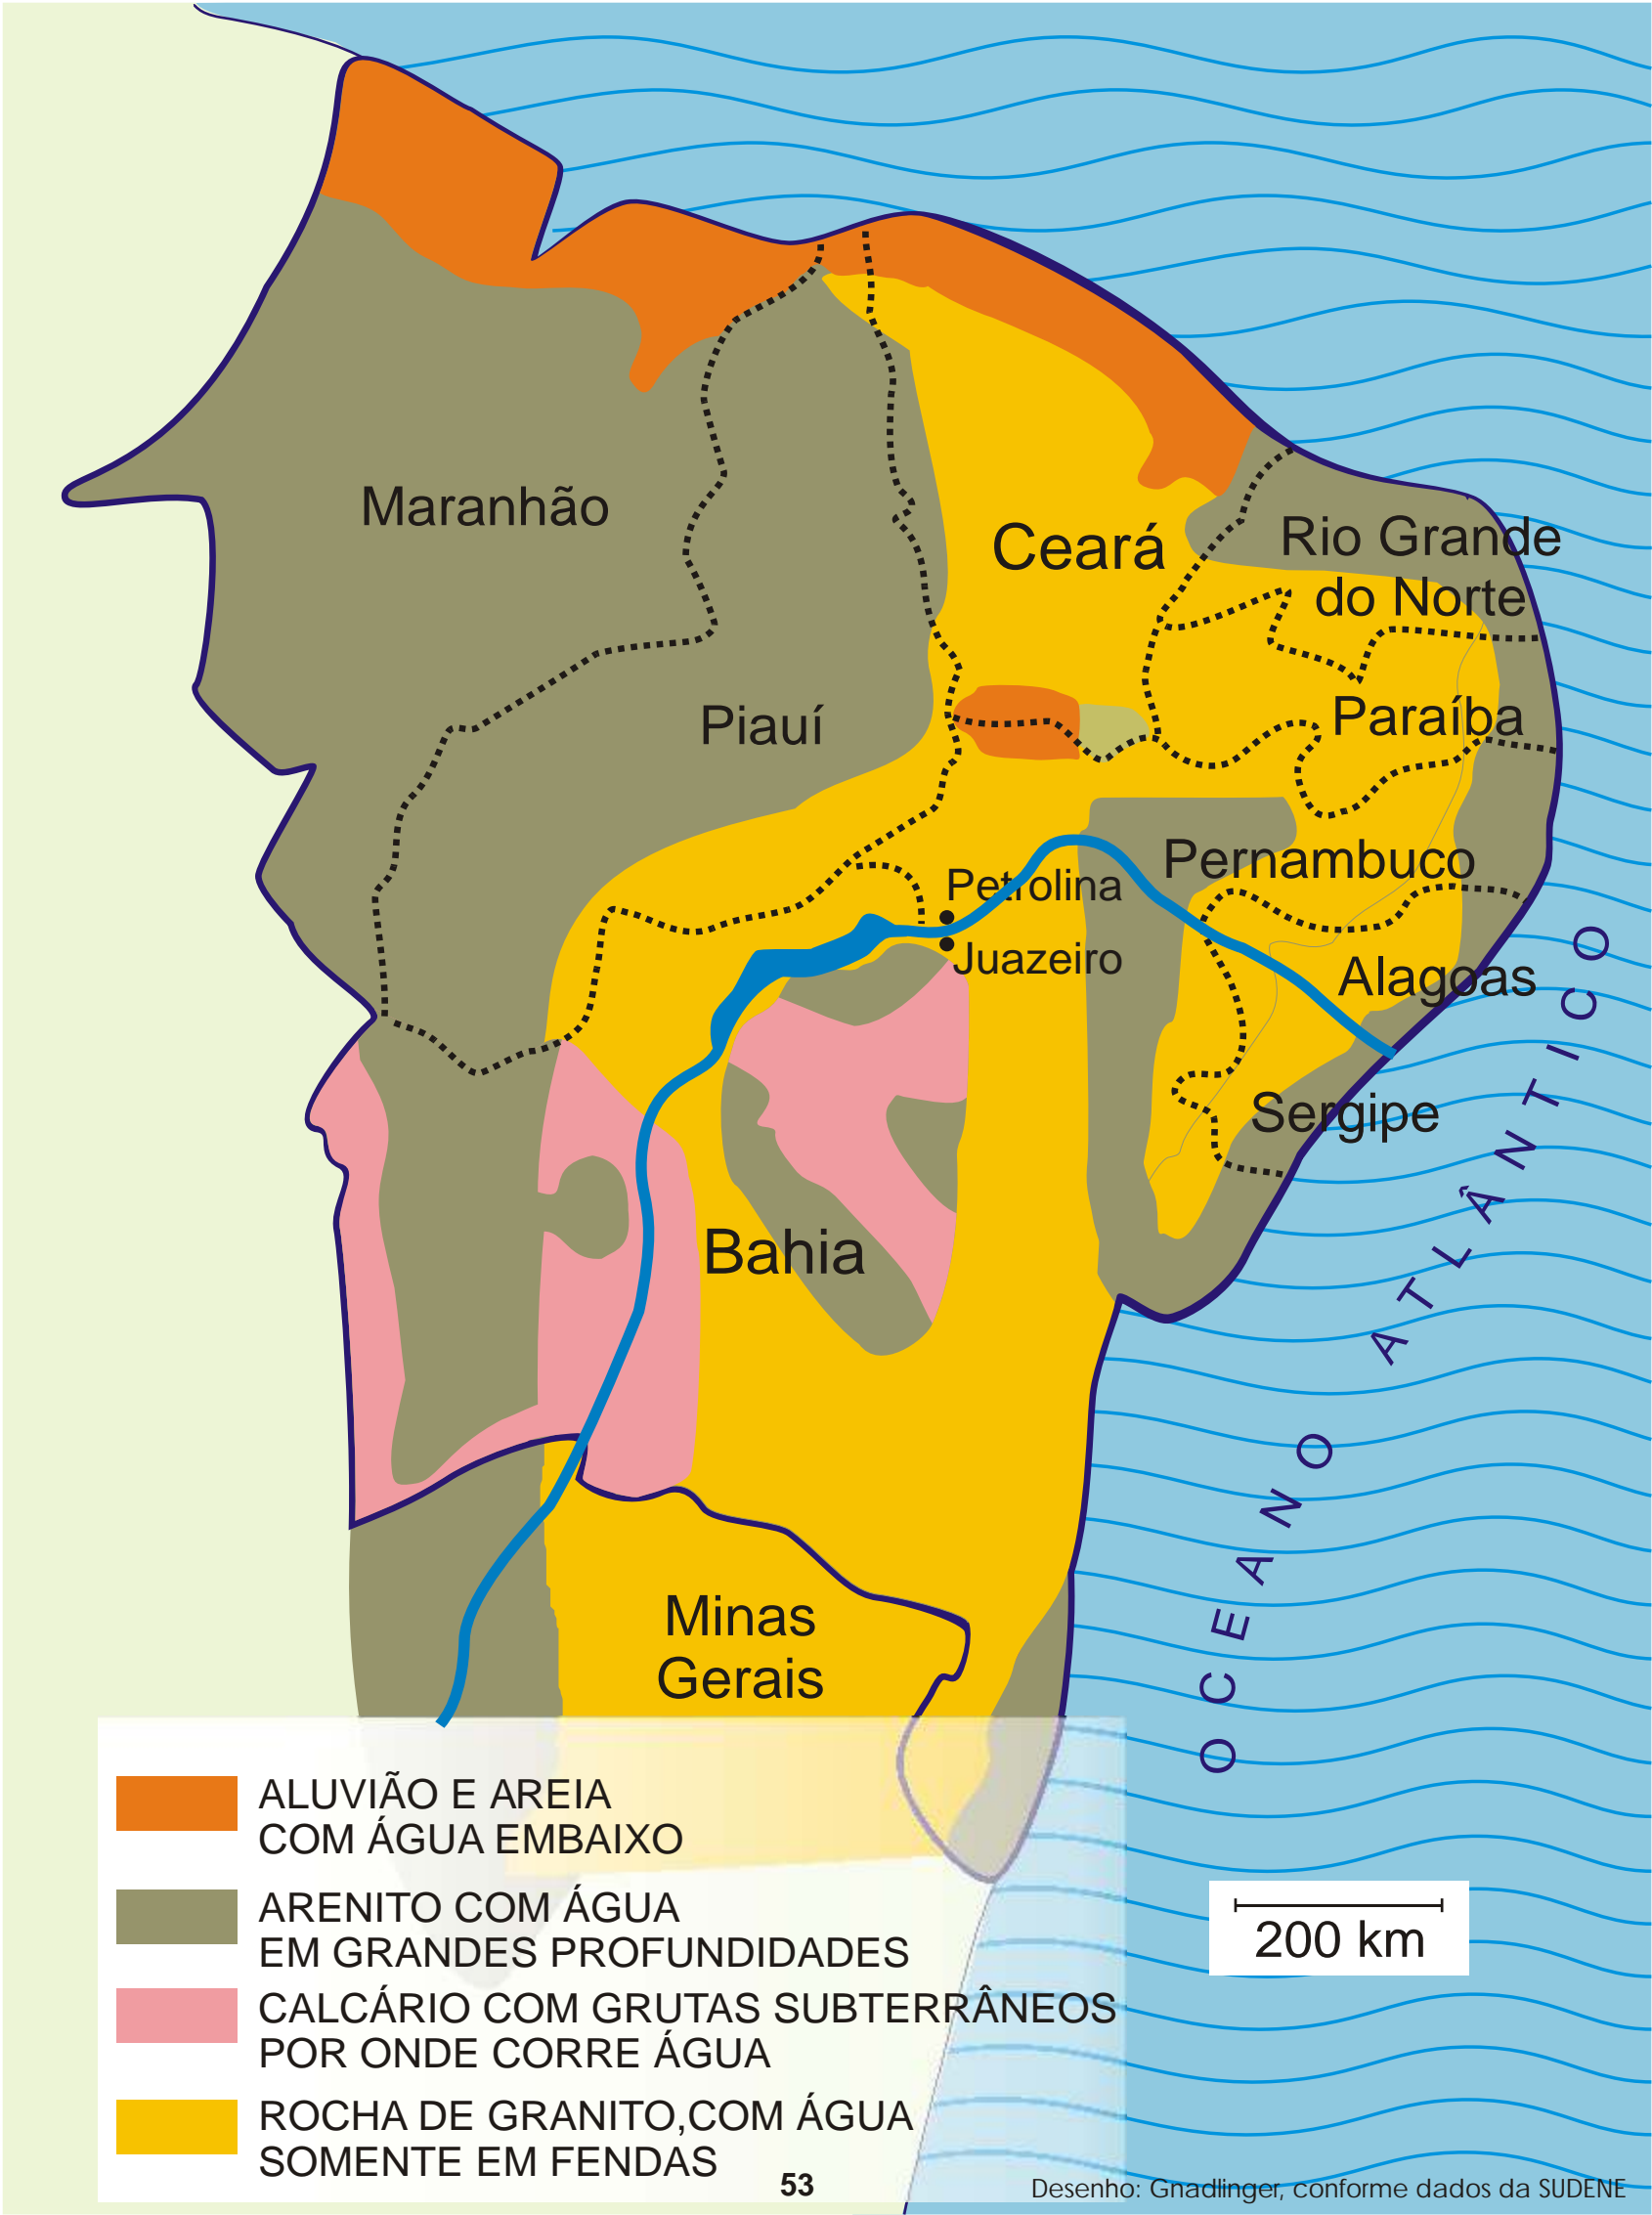 Maranhão
Ceará
Rio Grande
do Norte
Piauí
Paraíba
Pernambuco
Petrolina
Juazeiro
Alagoas
Sergipe
Bahia
OCEANO ATLÂNTICO
Minas
Gerais
ALUVIÃO E AREIA
COM ÁGUA EMBAIXO
ARENITO COM ÁGUA
EM GRANDES PROFUNDIDADES
CALCÁRIO COM GRUTAS SUBTERRÂNEOS
POR ONDE CORRE ÁGUA
ROCHA DE GRANITO,COM ÁGUA
SOMENTE EM FENDAS
200 km
53
Desenho: Gnadlinger, conforme dados da SUDENE